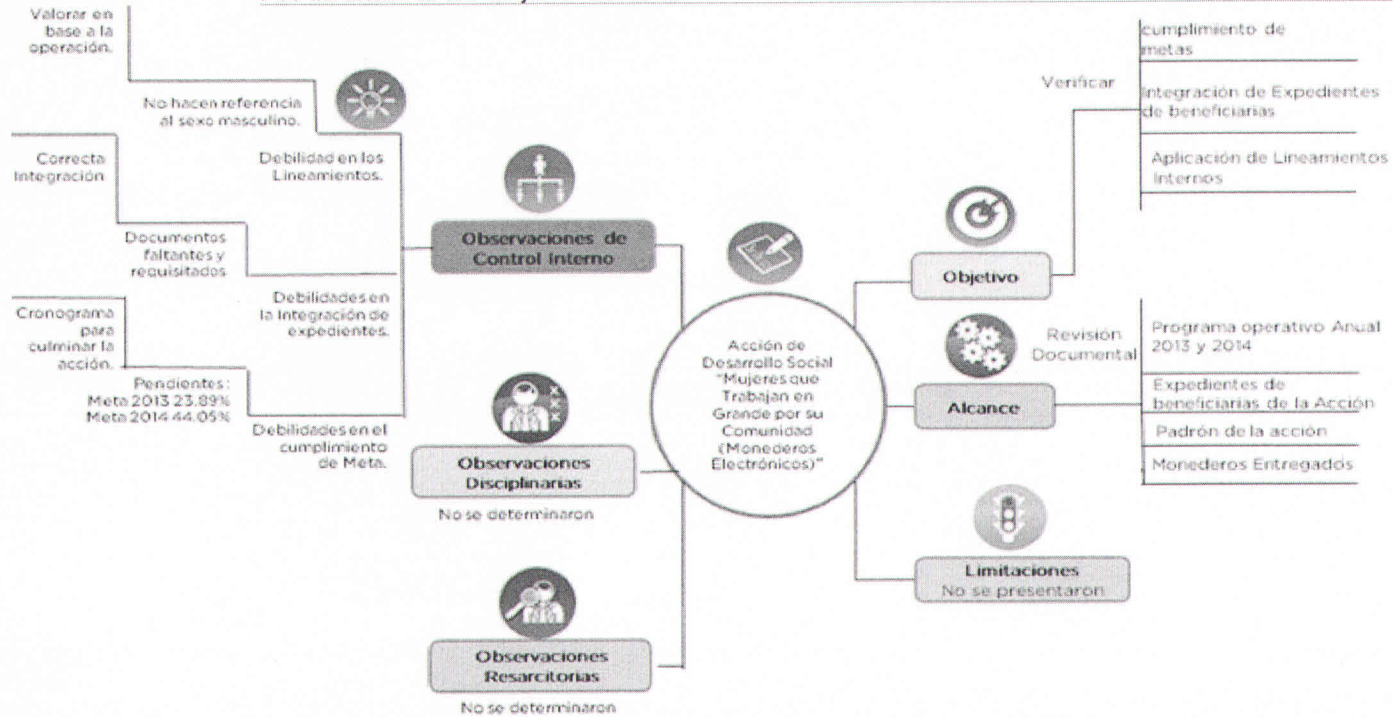 Valorar en
base a la
operación.
No hacen referencia
al sexo masculino.
Debilidad en los
Lineamientos.
Correcta
Integración
Documentos
faltantes y
requisitados
Debilidades en
la Integración de
expedientes.
Cronograma
para
culminar la
acción.
Pendientes:
Meta 2013 23.89%
Meta 2014 44.05%
Debilidades en el
cumplimiento
de Meta.
Observaciones de
Control Interno
Observaciones
Disciplinarias
No se determinaron
Observaciones
Resarcitorias
No se determinaron
Acción de
Desarrollo Social
"Mujeres que
Trabajan en
Grande por su
Comunidad
(Monederos
Electrónicos)"
Objetivo
Verificar
cumplimiento de
metas
Integración de Expedientes
de beneficiarias
Aplicación de Lineamientos
Internos
Alcance
Revisión
Documental
Programa operativo Anual
2013 y 2014
Expedientes de
beneficiarias de la Acción
Padrón de la acción
Monederos Entregados
Limitaciones
No se presentaron